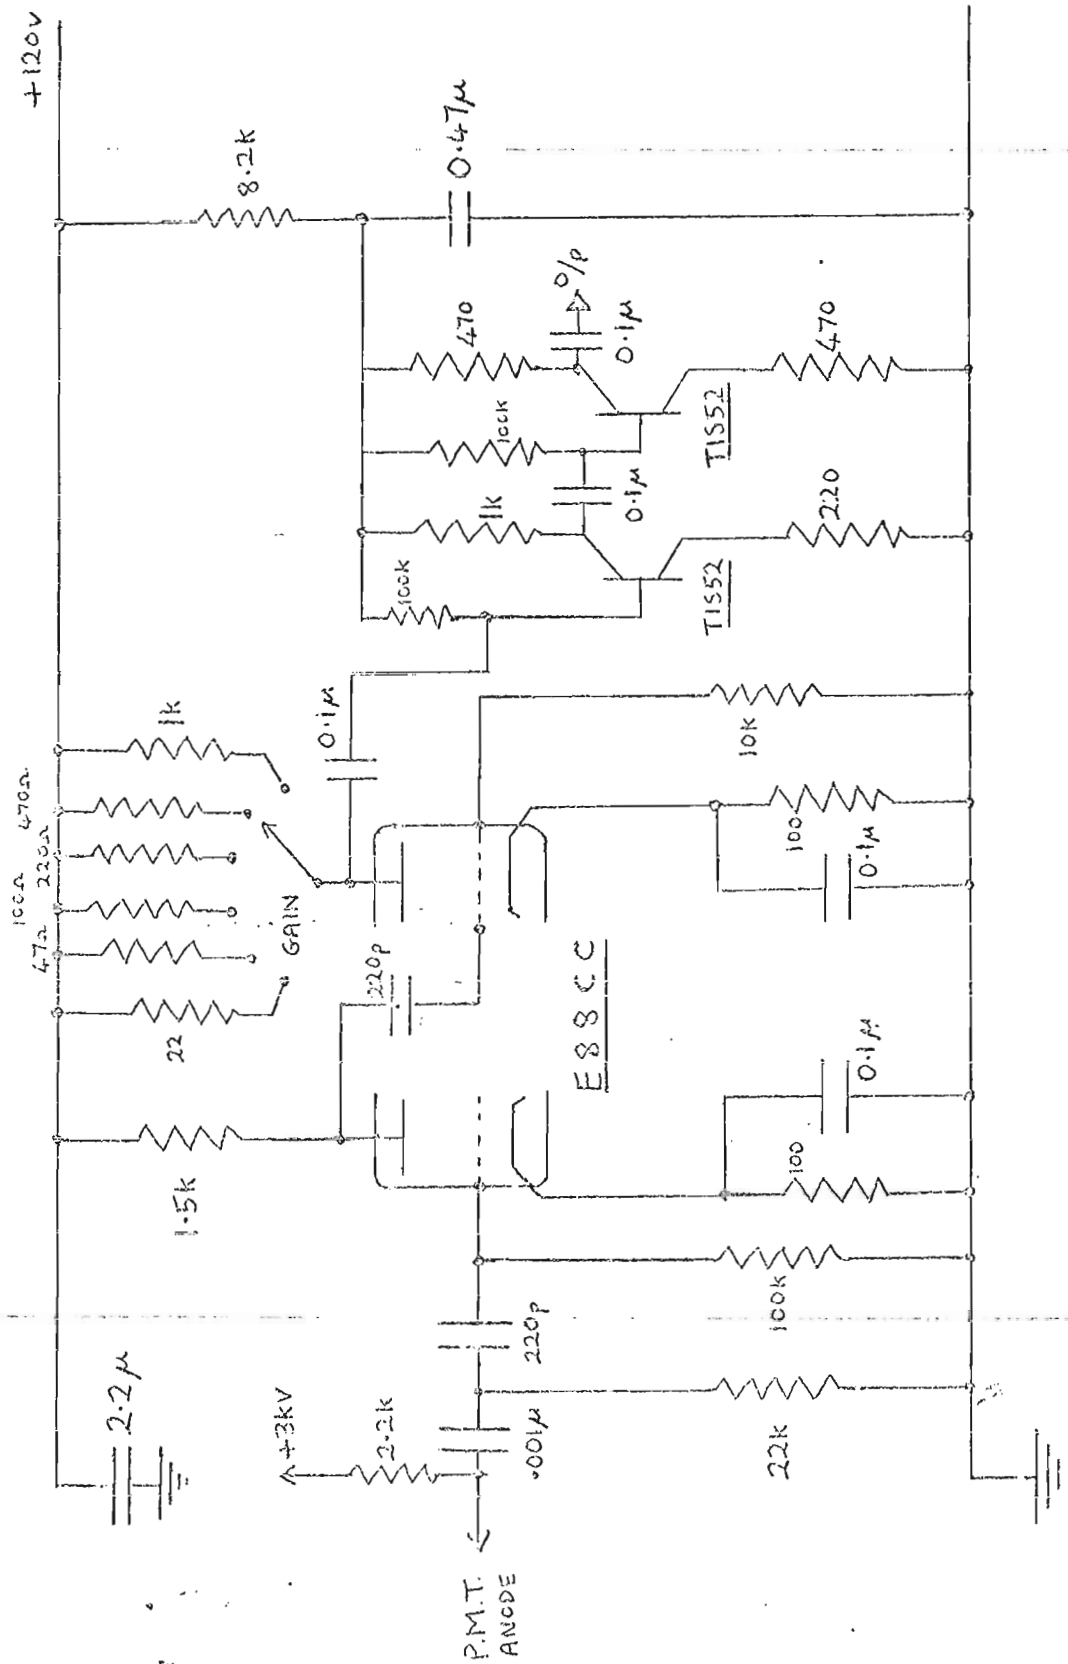 +120v
2.2μ
+3kV
2.2k
P.M.T.
ANODE
.001μ
220p
22k
100k
1.5k
100
0.1μ
22
47Ω
100Ω
220Ω
470Ω
1k
GAIN
220p
E88CC
0.1μ
100
0.1μ
10K
100k
1k
0.1μ
100k
470
0.1μ
O/P
TIS52
TIS52
220
470
8.2k
0.47μ